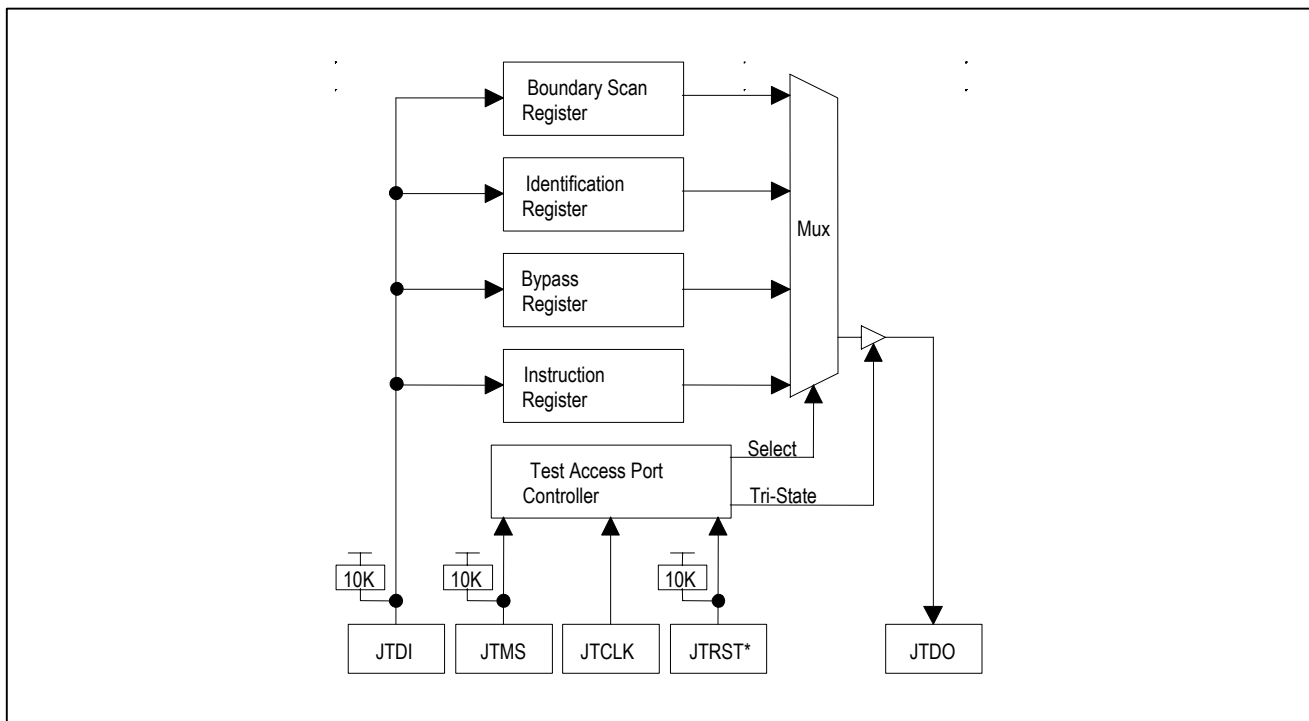 Boundary Scan
Register
Identification
Register
Mux
Bypass
Register
Instruction
Register
Select
Test Access Port
Controller
Tri-State
10K
10K
10K
JTDI
JTMS
JTCLK
JTRST*
JTDO